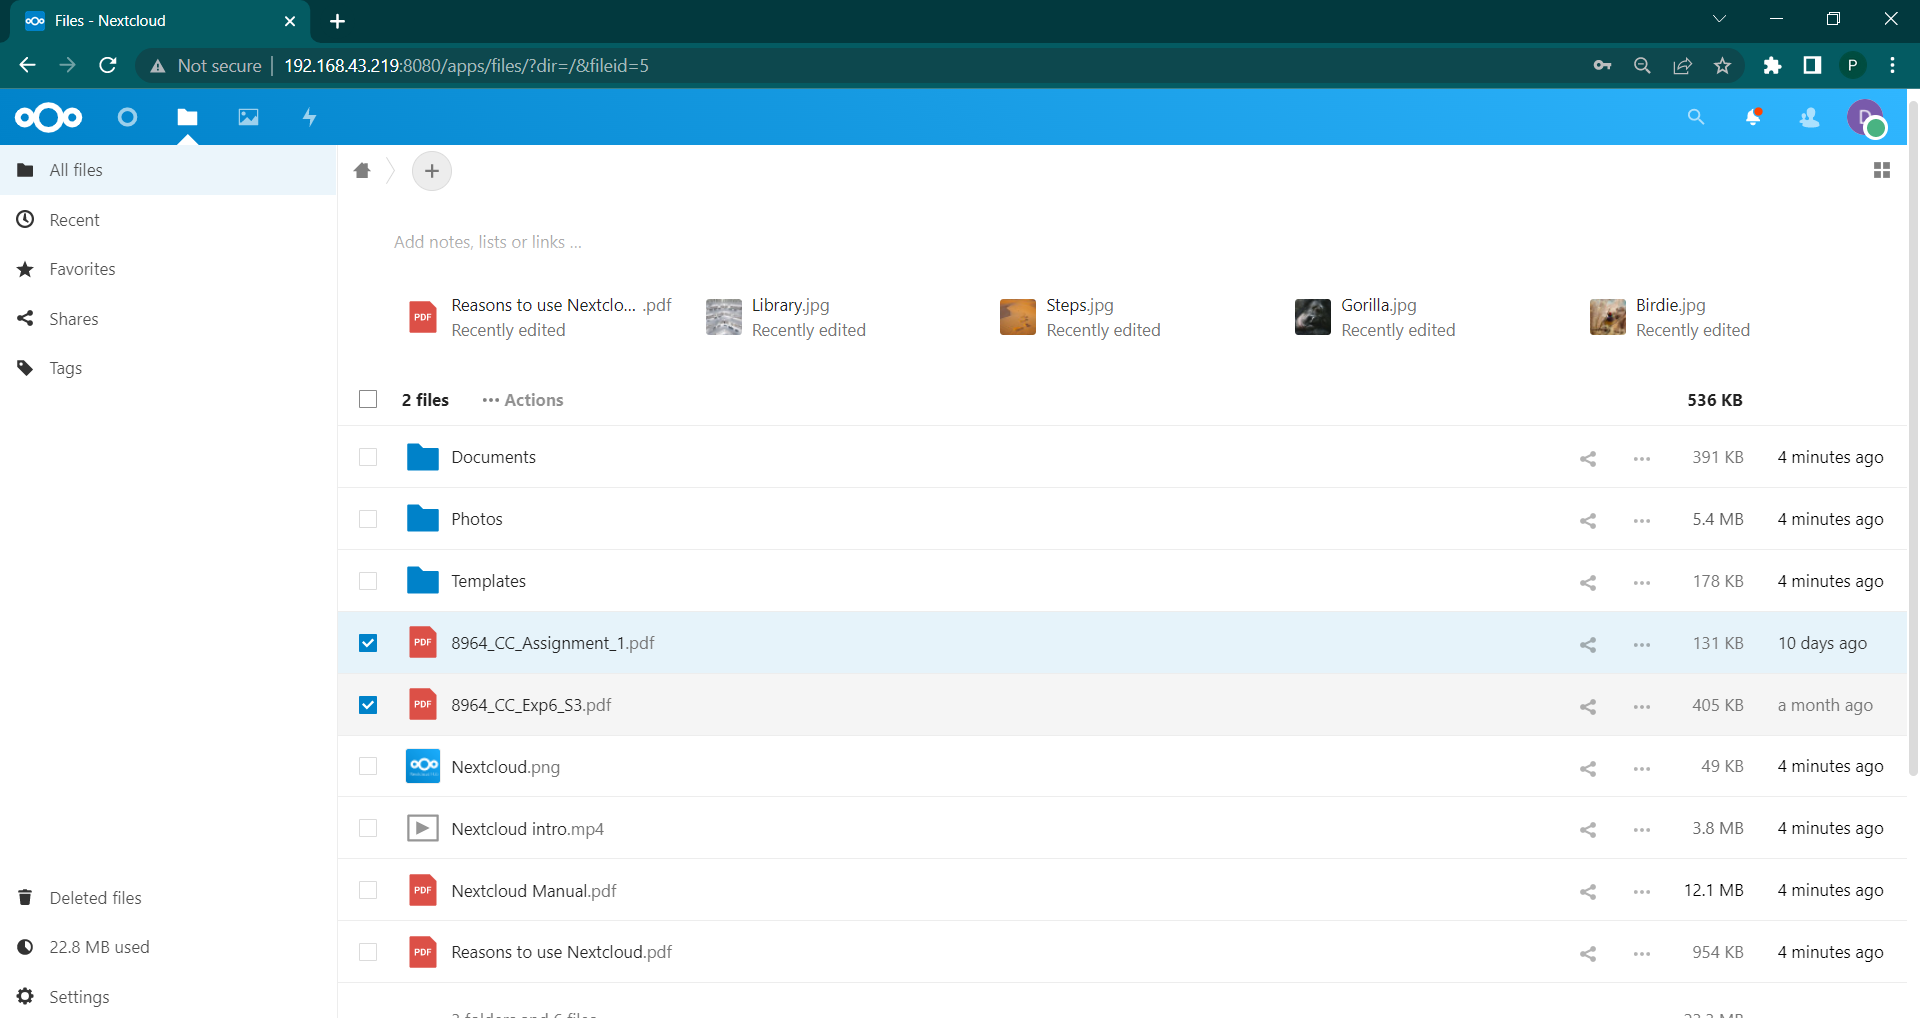 Files - Nextcloud
Not secure | 192.168.43.219:8080/apps/files/?dir=/&fileid=5
P
D
All files
Recent
Favorites
Shares
Tags
Add notes, lists or links ...
Reasons to use Nextclo... .pdf
Recently edited
Library.jpg
Recently edited
Steps.jpg
Recently edited
Gorilla.jpg
Recently edited
Birdie.jpg
Recently edited
2 files ••• Actions 536 KB
Documents 391 KB 4 minutes ago
Photos 5.4 MB 4 minutes ago
Templates 178 KB 4 minutes ago
PDF 8964_CC_Assignment_1.pdf 131 KB 10 days ago
PDF 8964_CC_Exp6_S3.pdf 405 KB a month ago
Nextcloud.png 49 KB 4 minutes ago
Nextcloud intro.mp4 3.8 MB 4 minutes ago
PDF Nextcloud Manual.pdf 12.1 MB 4 minutes ago
PDF Reasons to use Nextcloud.pdf 954 KB 4 minutes ago
Deleted files
22.8 MB used
Settings